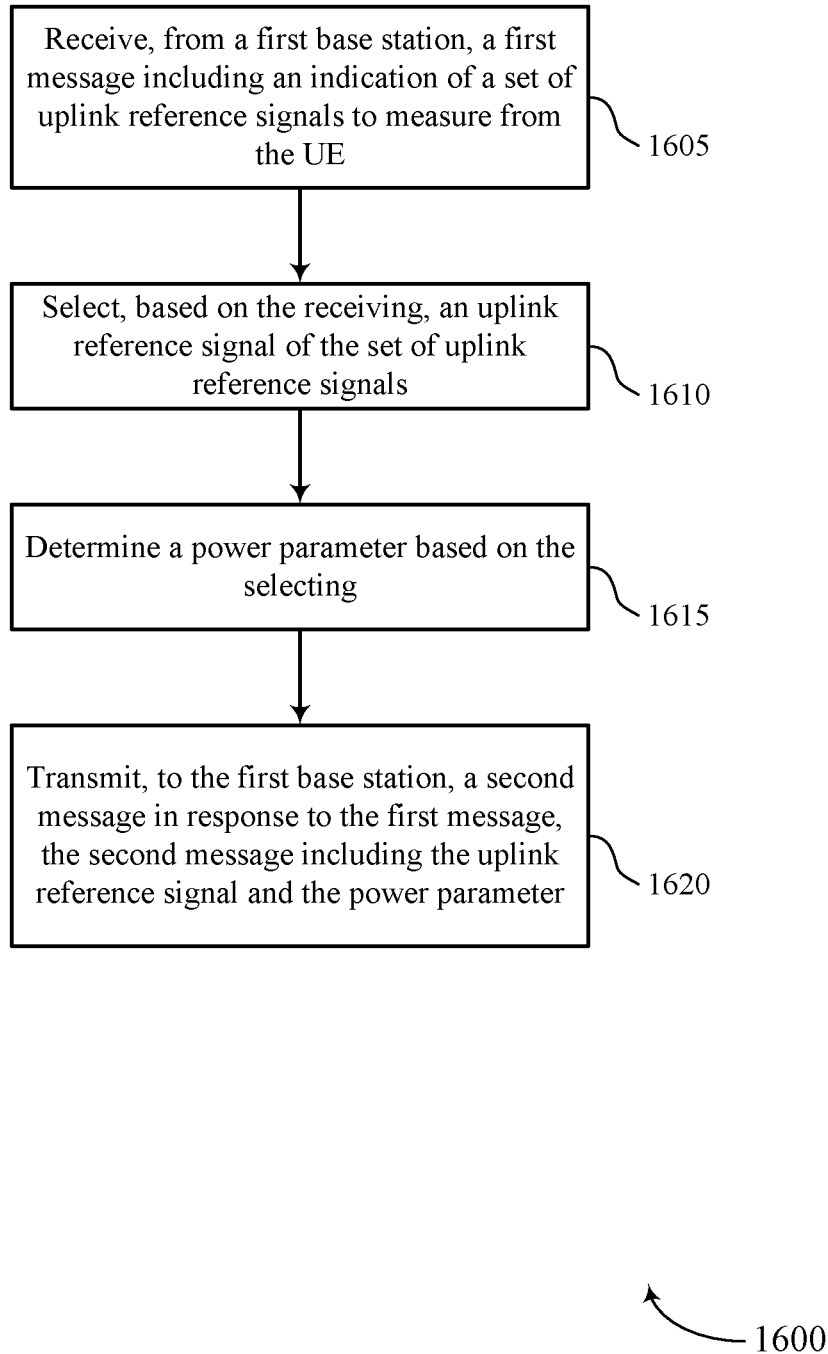 Receive, from a first base station, a first
message including an indication of a set of
uplink reference signals to measure from
the UE
1605
Select, based on the receiving, an uplink
reference signal of the set of uplink
reference signals
1610
Determine a power parameter based on the
selecting
1615
Transmit, to the first base station, a second
message in response to the first message,
the second message including the uplink
reference signal and the power parameter
1620
1600